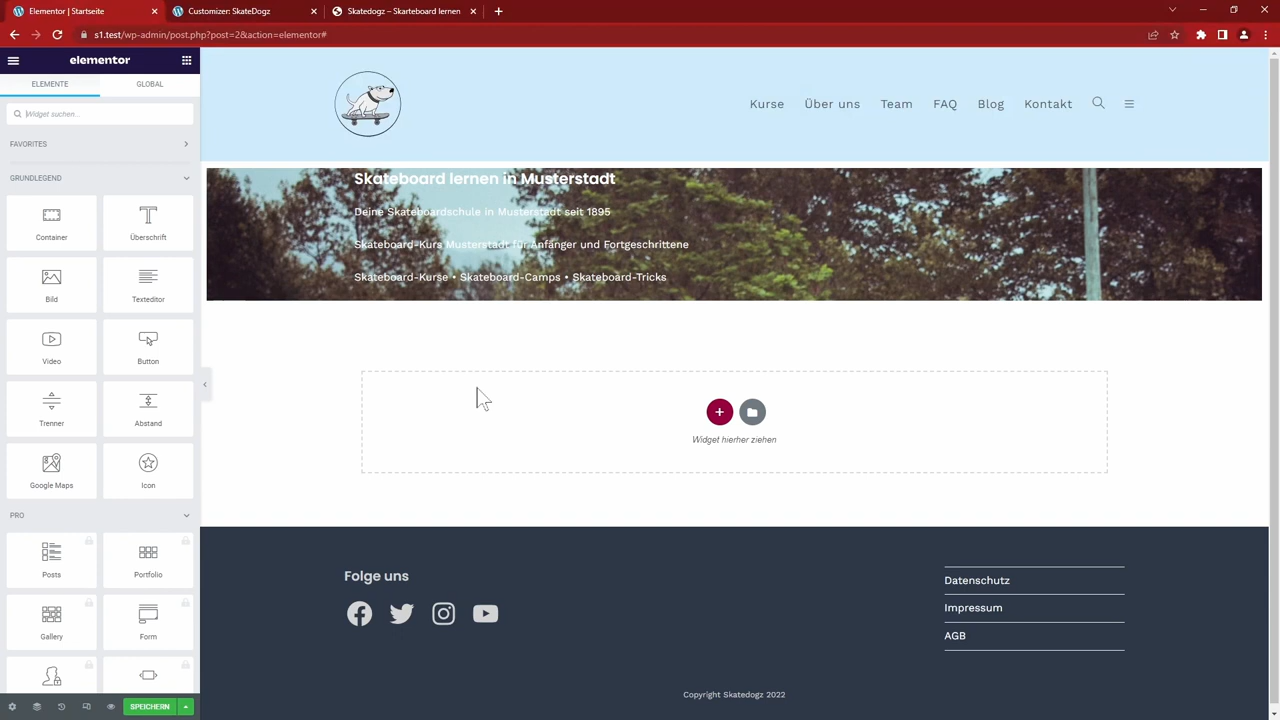 Elementor | Startseite
Customizer: SkateDogz
Skatedogz – Skateboard lernen
s1.test/wp-admin/post.php?post=2&action=elementor#
elementor
ELEMENTE
GLOBAL
Widget suchen...
FAVORITES
GRUNDLEGEND
Container
Überschrift
Bild
Texteditor
Video
Button
Trenner
Abstand
Google Maps
Icon
PRO
Posts
Portfolio
Gallery
Form
SPEICHERN
Kurse
Über uns
Team
FAQ
Blog
Kontakt
Skateboard lernen in Musterstadt
Deine Skateboardschule in Musterstadt seit 1895
Skateboard-Kurs Musterstadt für Anfänger und Fortgeschrittene
Skateboard-Kurse • Skateboard-Camps • Skateboard-Tricks
Widget hierher ziehen
Folge uns
Datenschutz
Impressum
AGB
Copyright Skatedogz 2022